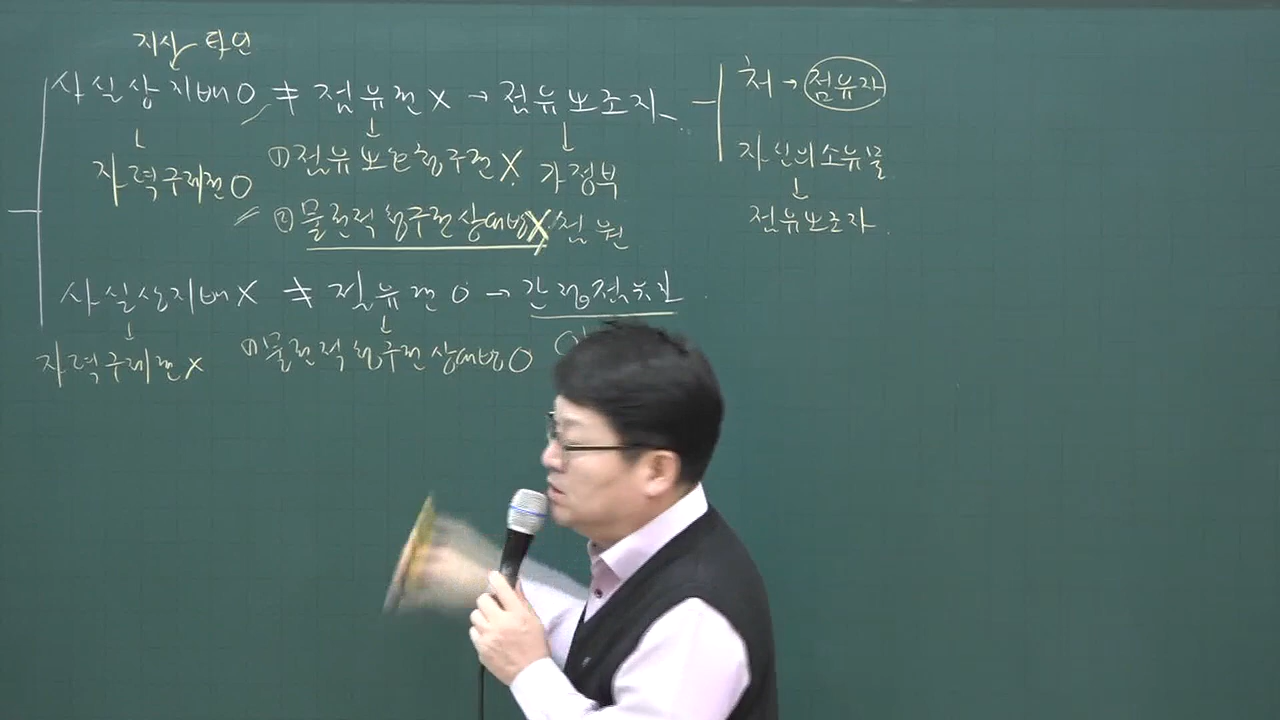 지시 타인
사실상 지배 O ≠ 점유권 X → 점유보조자
↓ ↓ ↓
자력구제권 O ① 점유보호청구권 X 가정부
② 물권적 청구권 상대방 X 점원
처 → 점유자
자신의 소유물
↓
점유보조자
사실상지배 X ≠ 점유권 O → 간접점유자
↓ ↓
자력구제권 X ① 물권적 청구권 상대방 O